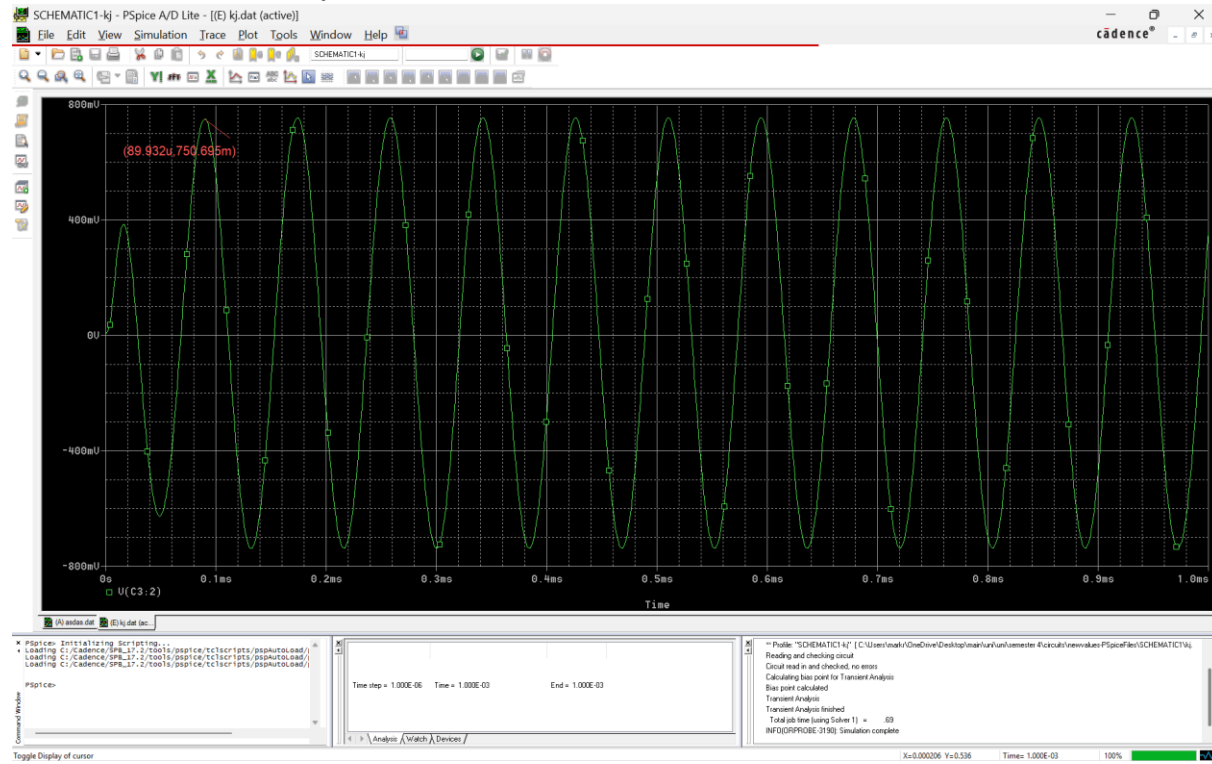 SCHEMATIC1-kj - PSpice A/D Lite - [(E) kj.dat (active)]
File Edit View Simulation Trace Plot Tools Window Help
cādence®
SCHEMATIC1-kj
800mV
(89.932u,750.695m)
400mV
0V
-400mV
-800mV
0s 0.1ms 0.2ms 0.3ms 0.4ms 0.5ms 0.6ms 0.7ms 0.8ms 0.9ms 1.0ms
V(C3:2)
Time
(A) asdas.dat (E) kj.dat (ac...
PSpice> Initializing Scripting...
Loading C:/Cadence/SPB_17.2/tools/pspice/tclscripts/pspAutoLoad/
Loading C:/Cadence/SPB_17.2/tools/pspice/tclscripts/pspAutoLoad/
Loading C:/Cadence/SPB_17.2/tools/pspice/tclscripts/pspAutoLoad/
PSpice>
Command Window
Time step = 1.000E-06 Time = 1.000E-03 End = 1.000E-03
Analysis Watch Devices
** Profile: "SCHEMATIC1-kj" [ C:\Users\markr\OneDrive\Desktop\main\uni\uni\semester 4\circuits\newvalues-PSpiceFiles\SCHEMATIC1\kj.
Reading and checking circuit
Circuit read in and checked, no errors
Calculating bias point for Transient Analysis
Bias point calculated
Transient Analysis
Transient Analysis finished
Total job time (using Solver 1) = .69
INFO(ORPROBE-3190): Simulation complete
Toggle Display of cursor
X=0.000206 Y=0.536 Time= 1.000E-03 100%